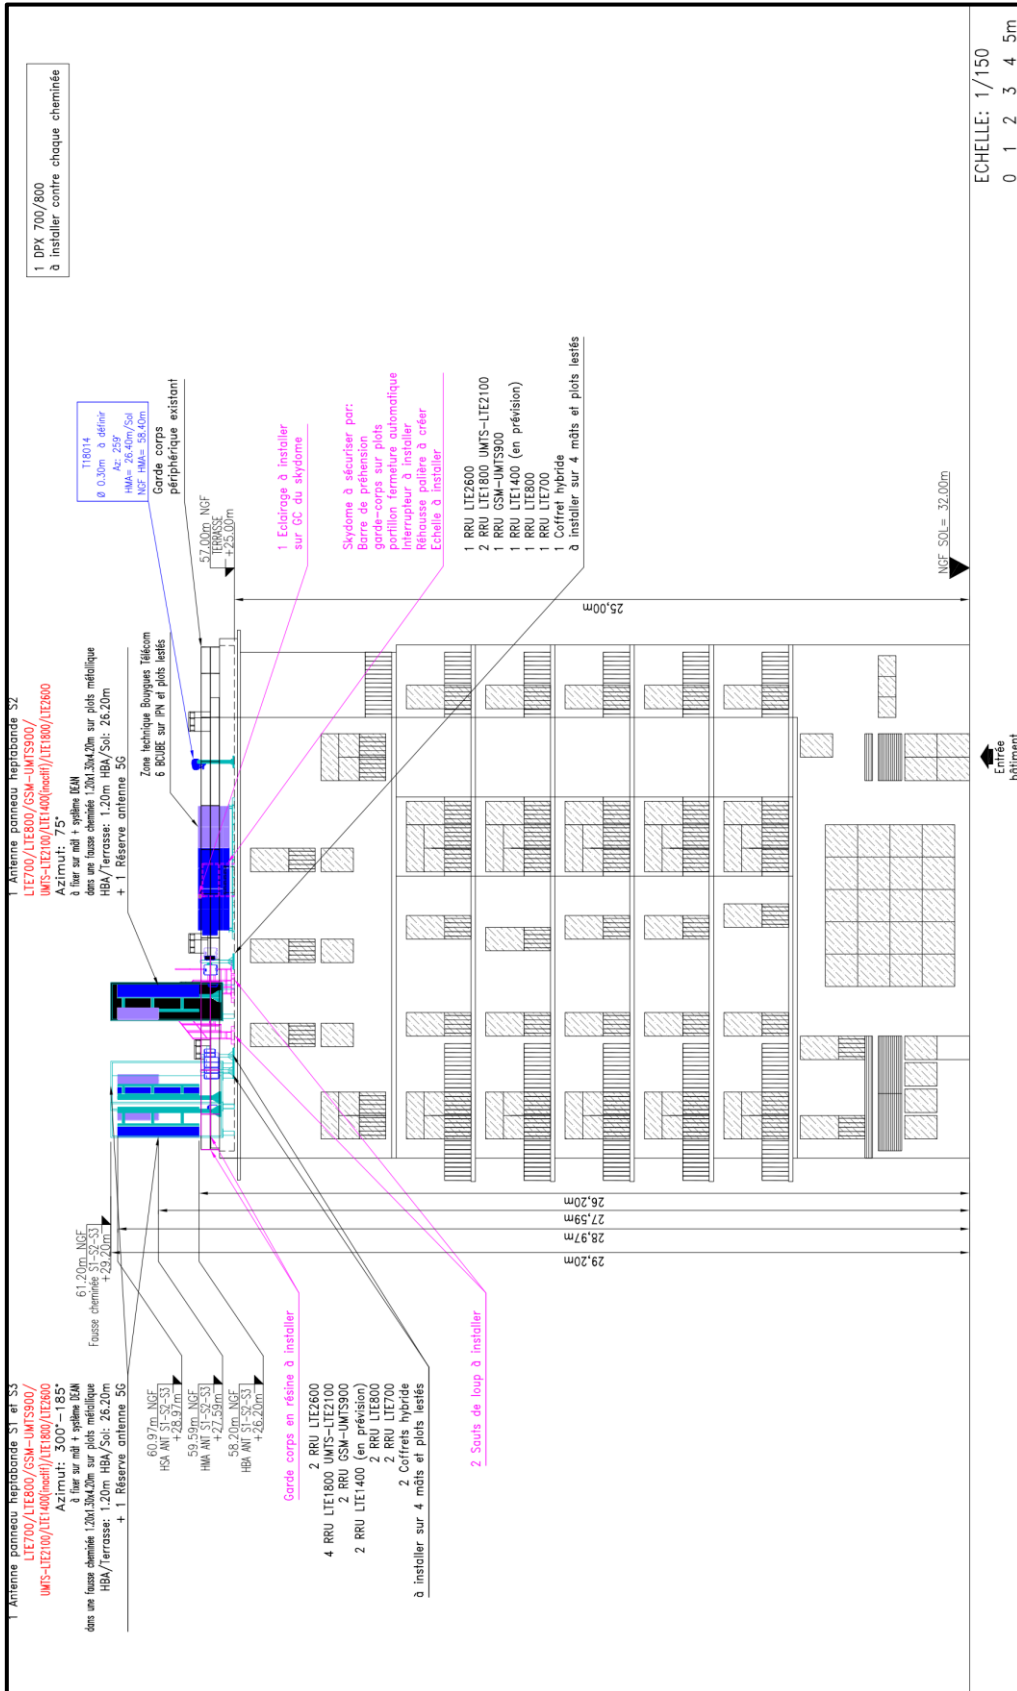 1 Antenne panneau heptabande S1 et S3
LTE700/LTE800/GSM-UMTS900/
UMTS-LTE2100/LTE1400(inactif)/LTE1800/LTE2600
Azimut: 300°-185°
à fixer sur mât + système DEAN
dans une fausse cheminée 1.20x1.30x4.20m sur plots métallique
HBA/Terrasse: 1.20m HBA/Sol: 26.20m
+ 1 Réserve antenne 5G
1 Antenne panneau heptabande S2
LTE700/LTE800/GSM-UMTS900/
UMTS-LTE2100/LTE1400(inactif)/LTE1800/LTE2600
Azimut: 75°
à fixer sur mât + système DEAN
dans une fausse cheminée 1.20x1.30x4.20m sur plots métallique
HBA/Terrasse: 1.20m HBA/Sol: 26.20m
+ 1 Réserve antenne 5G
1 DPX 700/800
à installer contre chaque cheminée
T18014
Ø 0.30m à définir
Az: 259°
HMA= 26.40m/Sol
NGF HMA= 58.40m
Zone technique Bouygues Télécom
6 BCUBE sur IPN et plots lestés
Garde corps
périphérique existant
61.20m NGF
Fausse cheminée S1-S2-S3
+29.20m
57.00m NGF
TERRASSE
+25.00m
60.97m NGF
HSA ANT S1-S2-S3
+28.97m
59.59m NGF
HMA ANT S1-S2-S3
+27.59m
58.20m NGF
HBA ANT S1-S2-S3
+26.20m
1 Eclairage à installer
sur GC du skydome
Garde corps en résine à installer
Skydome à sécuriser par:
Barre de préhension
garde-corps sur plots
portillon fermeture automatique
Interrupteur à installer
Réhausse palière à créer
Echelle à installer
2 RRU LTE2600
4 RRU LTE1800 UMTS-LTE2100
2 RRU GSM-UMTS900
2 RRU LTE1400 (en prévision)
2 RRU LTE800
2 RRU LTE700
2 Coffrets hybride
à installer sur 4 mâts et plots lestés
1 RRU LTE2600
2 RRU LTE1800 UMTS-LTE2100
1 RRU GSM-UMTS900
1 RRU LTE1400 (en prévision)
1 RRU LTE800
1 RRU LTE700
1 Coffret hybride
à installer sur 4 mâts et plots lestés
2 Sauts de loup à installer
29,20m
28,97m
27,59m
26,20m
25,00m
NGF SOL= 32.00m
Entrée
bâtiment
ECHELLE: 1/150
0 1 2 3 4 5m